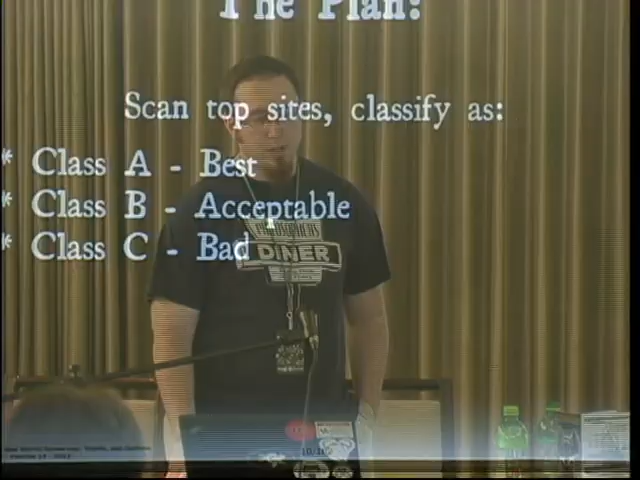 The Plan:
Scan top sites, classify as:
* Class A - Best
* Class B - Acceptable
* Class C - Bad
DINER